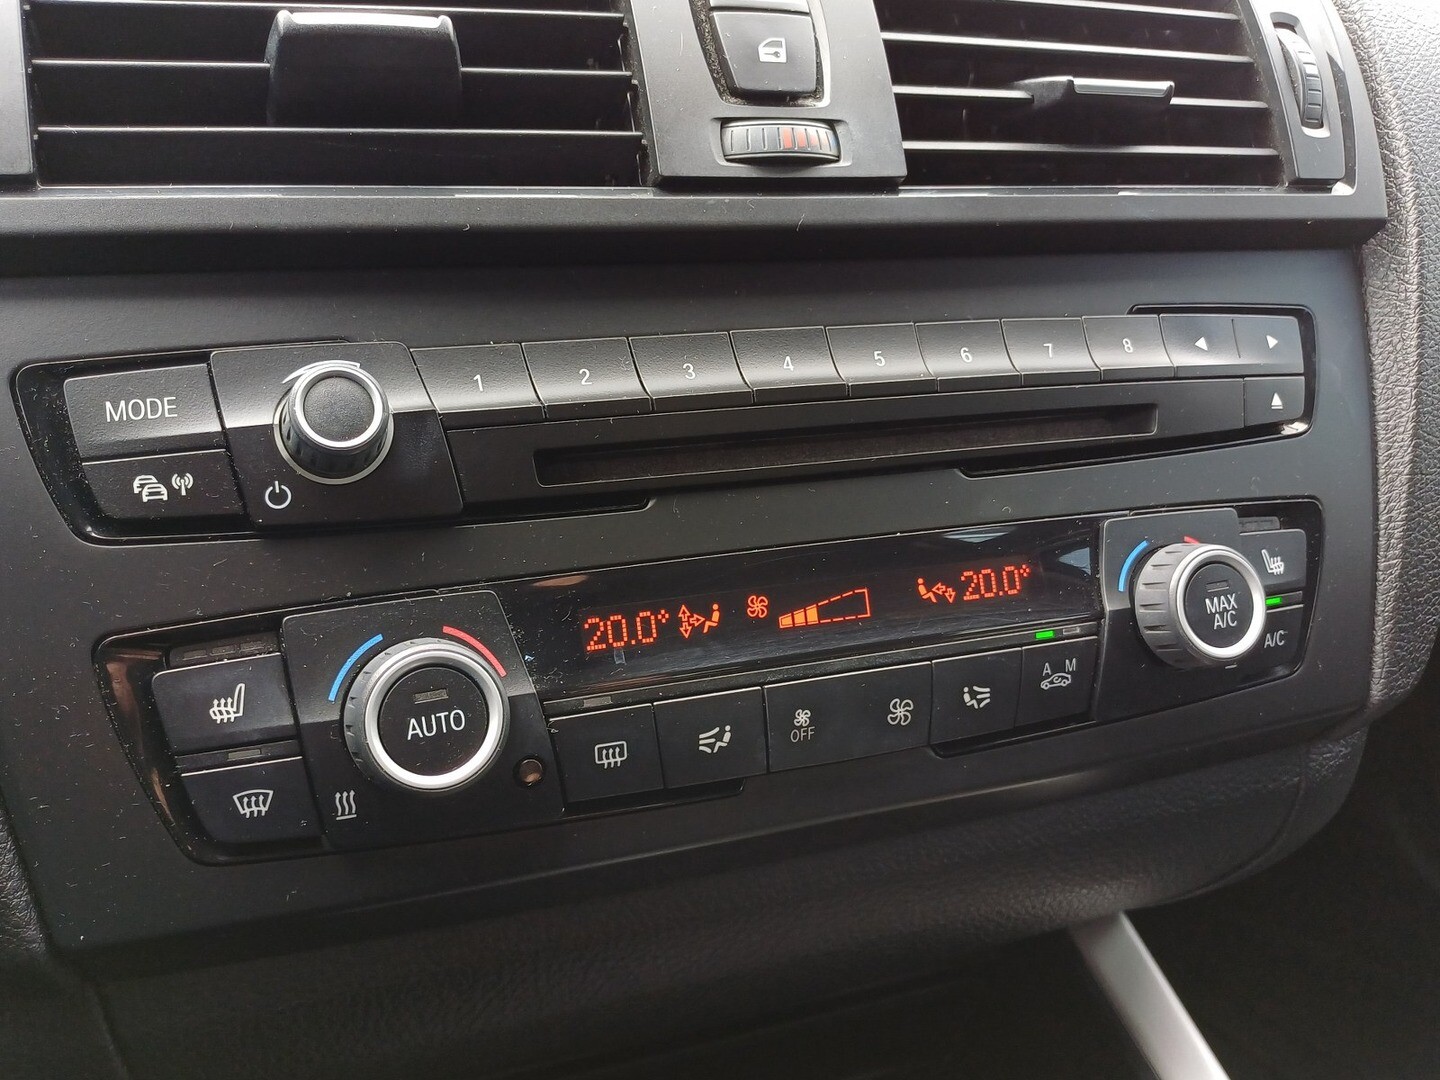 1 2 3 4 5 6 7 8
MODE
20.0° 20.0°
MAX
A/C
A/C
A M
AUTO
OFF